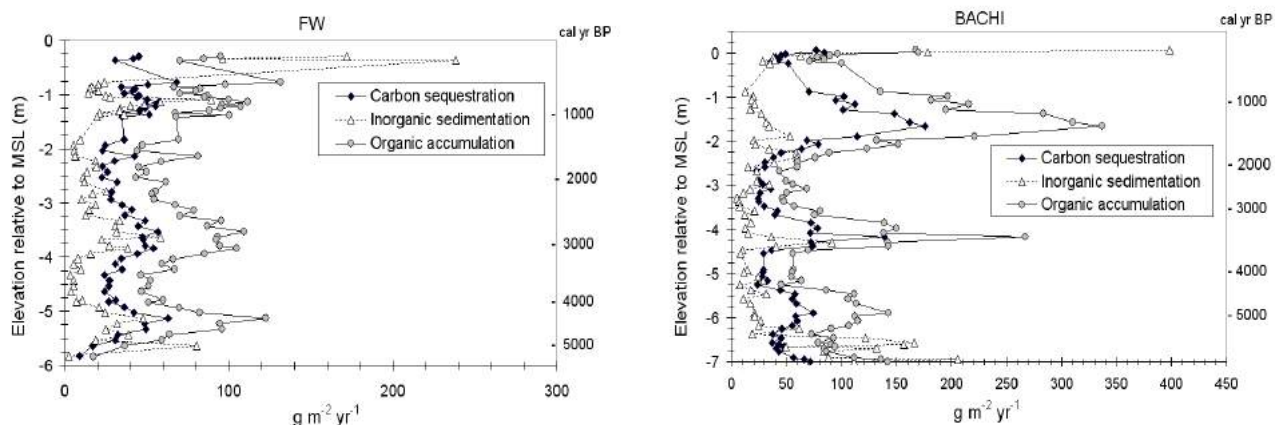 FW
cal yr BP
0
-1
-2
-3
-4
-5
-6
Elevation relative to MSL (m)
Carbon sequestration
Inorganic sedimentation
Organic accumulation
1000
2000
3000
4000
5000
0
100
200
300
g m⁻² yr⁻¹
BACHI
cal yr BP
0
-1
-2
-3
-4
-5
-6
-7
Elevation relative to MSL (m)
Carbon sequestration
Inorganic sedimentation
Organic accumulation
1000
2000
3000
4000
5000
0
50
100
150
200
250
300
350
400
450
g m⁻² yr⁻¹